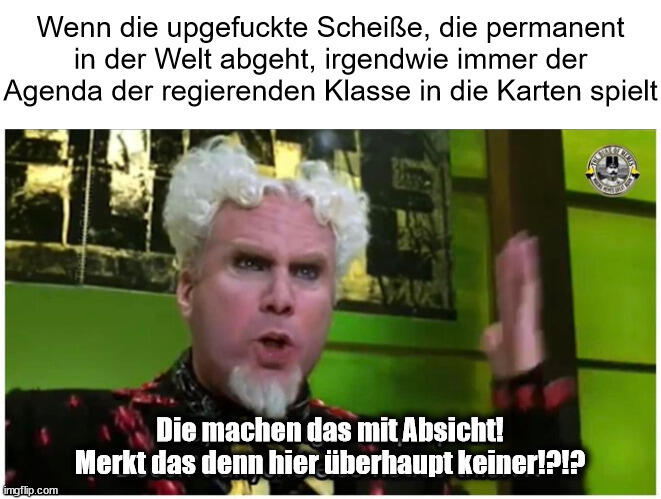 Wenn die upgefuckte Scheiße, die permanent
in der Welt abgeht, irgendwie immer der
Agenda der regierenden Klasse in die Karten spielt
Die machen das mit Absicht!
Merkt das denn hier überhaupt keiner!?!?
imgflip.com